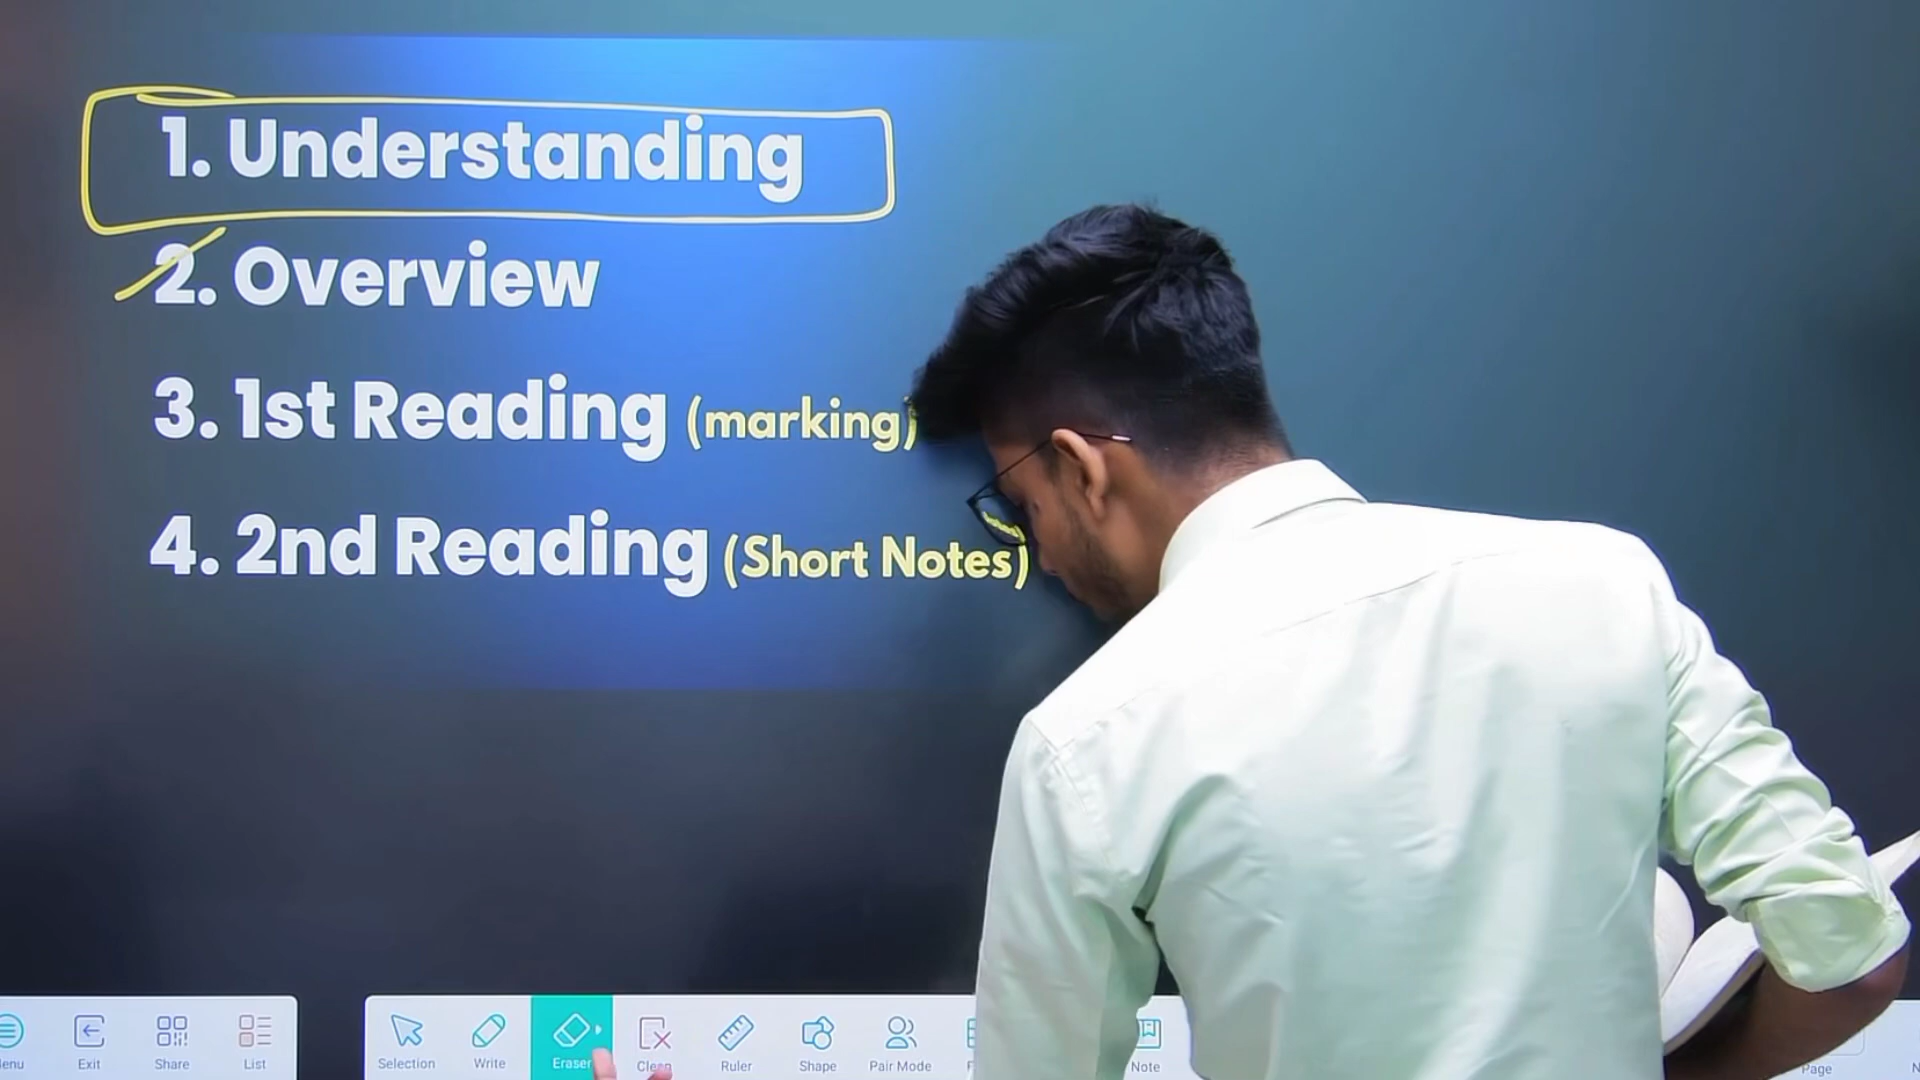 1. Understanding
2. Overview
3. 1st Reading (marking)
4. 2nd Reading (Short Notes)
Exit Share List Selection Write Eraser Clean Ruler Shape Pair Mode Note Page